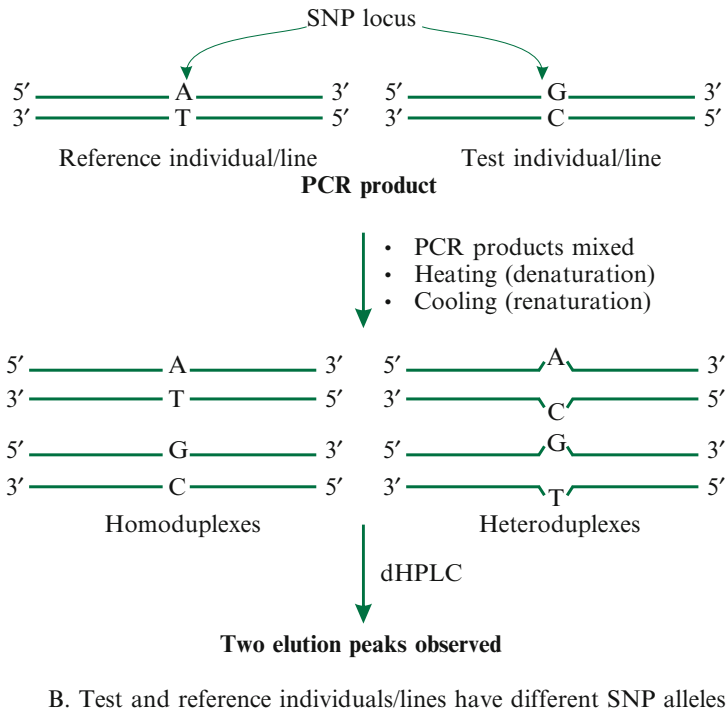 SNP locus
5′ A 3′ 5′ G 3′
3′ T 5′ 3′ C 5′
Reference individual/line Test individual/line
PCR product
• PCR products mixed
• Heating (denaturation)
• Cooling (renaturation)
5′ A 3′ 5′ A 3′
3′ T 5′ 3′ C 5′
5′ G 3′ 5′ G 3′
3′ C 5′ 3′ T 5′
Homoduplexes Heteroduplexes
dHPLC
Two elution peaks observed
B. Test and reference individuals/lines have different SNP alleles